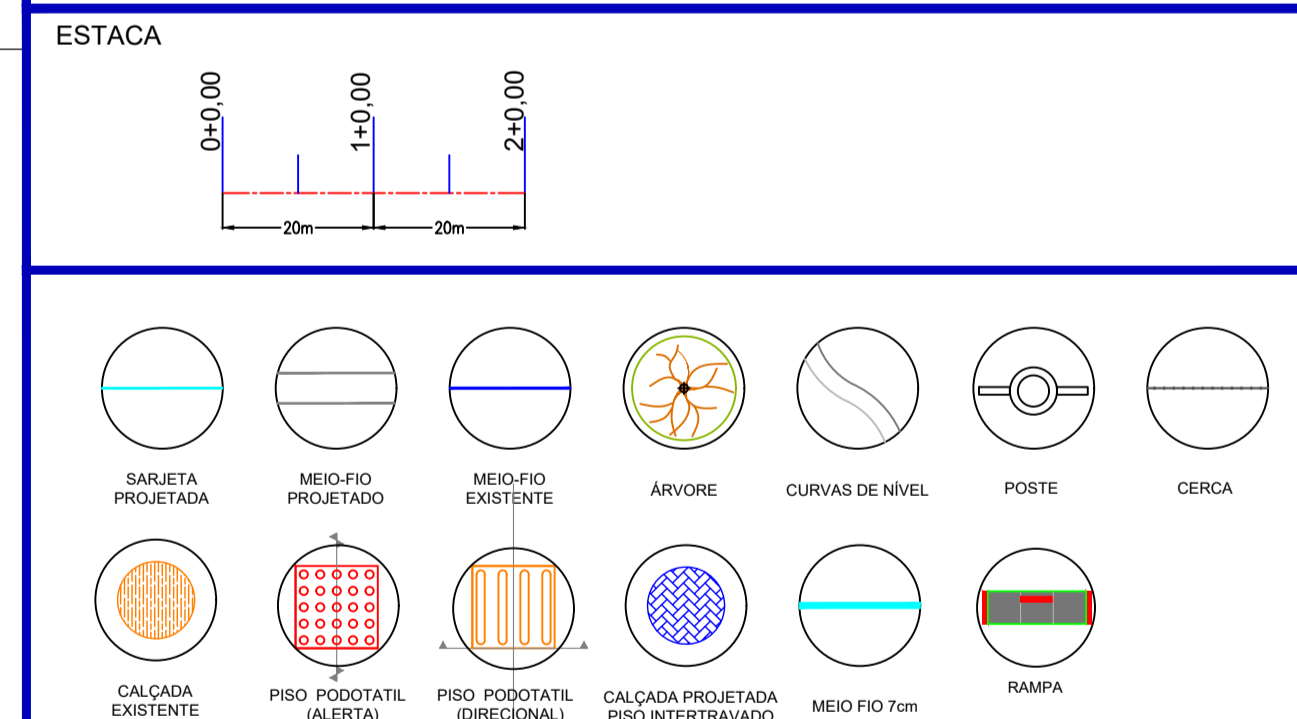 ESTACA
0+0,00
1+0,00
2+0,00
20m
20m
SARJETA
PROJETADA
MEIO-FIO
PROJETADO
MEIO-FIO
EXISTENTE
ÁRVORE
CURVAS DE NÍVEL
POSTE
CERCA
CALÇADA
EXISTENTE
PISO PODOTATIL
(ALERTA)
PISO PODOTATIL
(DIRECIONAL)
CALÇADA PROJETADA
PISO INTERTRAVADO
MEIO FIO 7cm
RAMPA